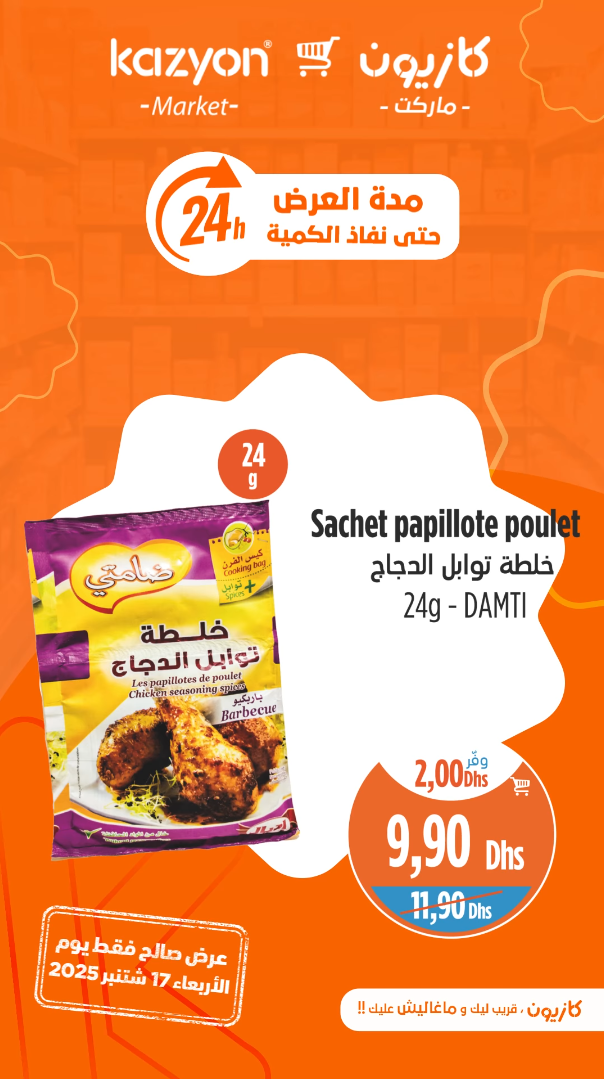 kazyon
كازيون
-Market-
- ماركت -
24h
مدة العرض
حتى نفاذ الكمية
24
g
Sachet papillote poulet
خلطة توابل الدجاج
24g - DAMTI
ضامتي
كيس الفرن
Cooking bag
توابل
Spices
+
خلطة
توابل الدجاج
Les papillotes de poulet
Chicken seasoning spices
باربكيو
Barbecue
وفّر
2,00Dhs
9,90 Dhs
11,90 Dhs
عرض صالح فقط يوم
الأربعاء 17 شتنبر 2025
كازيون ، قريب ليك و ماغاليش عليك !!